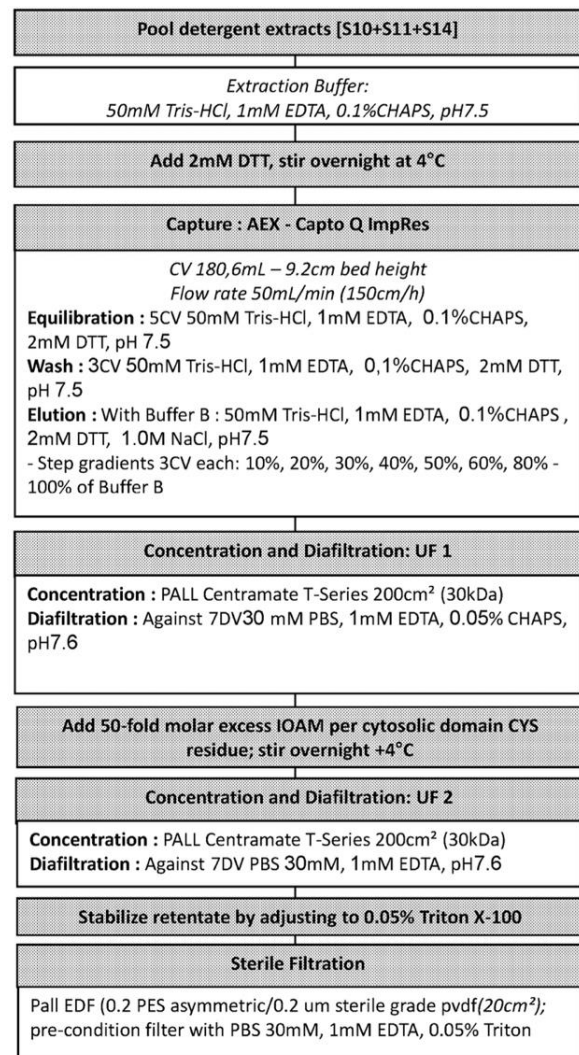 Pool detergent extracts [S10+S11+S14]
Extraction Buffer:
50mM Tris-HCl, 1mM EDTA, 0.1%CHAPS, pH7.5
Add 2mM DTT, stir overnight at 4°C
Capture : AEX - Capto Q ImpRes
CV 180,6mL – 9.2cm bed height
Flow rate 50mL/min (150cm/h)
Equilibration : 5CV 50mM Tris-HCl, 1mM EDTA, 0.1%CHAPS,
2mM DTT, pH 7.5
Wash : 3CV 50mM Tris-HCl, 1mM EDTA, 0,1%CHAPS, 2mM DTT,
pH 7.5
Elution : With Buffer B : 50mM Tris-HCl, 1mM EDTA, 0.1%CHAPS ,
2mM DTT, 1.0M NaCl, pH7.5
- Step gradients 3CV each: 10%, 20%, 30%, 40%, 50%, 60%, 80% -
100% of Buffer B
Concentration and Diafiltration: UF 1
Concentration : PALL Centramate T-Series 200cm² (30kDa)
Diafiltration : Against 7DV30 mM PBS, 1mM EDTA, 0.05% CHAPS,
pH7.6
Add 50-fold molar excess IOAM per cytosolic domain CYS
residue; stir overnight +4°C
Concentration and Diafiltration: UF 2
Concentration : PALL Centramate T-Series 200cm² (30kDa)
Diafiltration : Against 7DV PBS 30mM, 1mM EDTA, pH7.6
Stabilize retentate by adjusting to 0.05% Triton X-100
Sterile Filtration
Pall EDF (0.2 PES asymmetric/0.2 um sterile grade pvdf(20cm²);
pre-condition filter with PBS 30mM, 1mM EDTA, 0.05% Triton